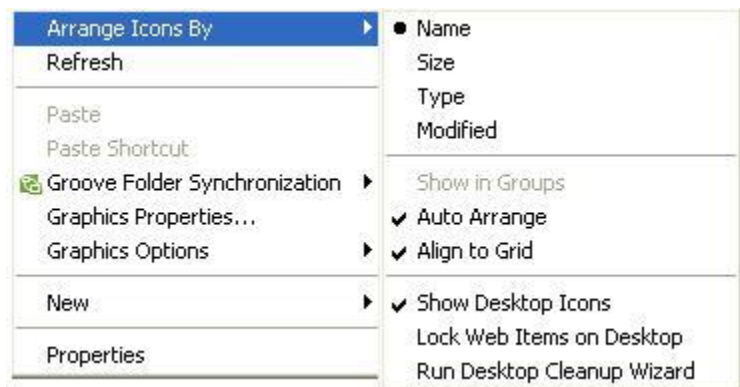 Arrange Icons By
Refresh
Paste
Paste Shortcut
Groove Folder Synchronization
Graphics Properties...
Graphics Options
New
Properties
Name
Size
Type
Modified
Show in Groups
Auto Arrange
Align to Grid
Show Desktop Icons
Lock Web Items on Desktop
Run Desktop Cleanup Wizard